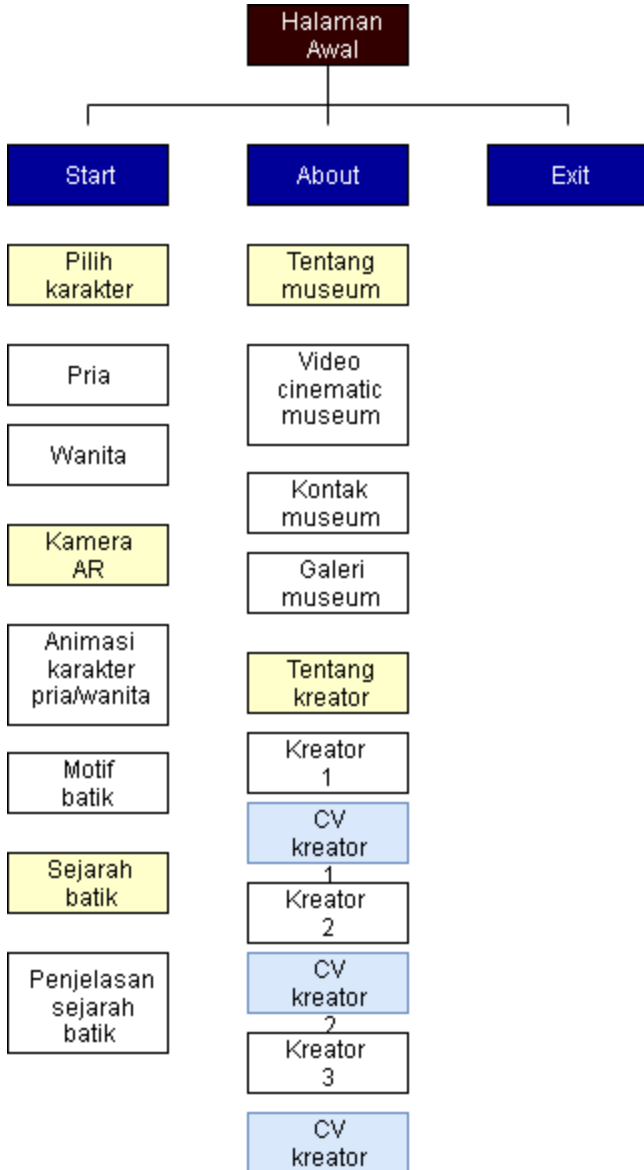 Halaman
Awal
Start
About
Exit
Pilih
karakter
Pria
Wanita
Kamera
AR
Animasi
karakter
pria/wanita
Motif
batik
Sejarah
batik
Penjelasan
sejarah
batik
Tentang
museum
Video
cinematic
museum
Kontak
museum
Galeri
museum
Tentang
kreator
Kreator
1
CV
kreator
1
Kreator
2
CV
kreator
2
Kreator
3
CV
kreator